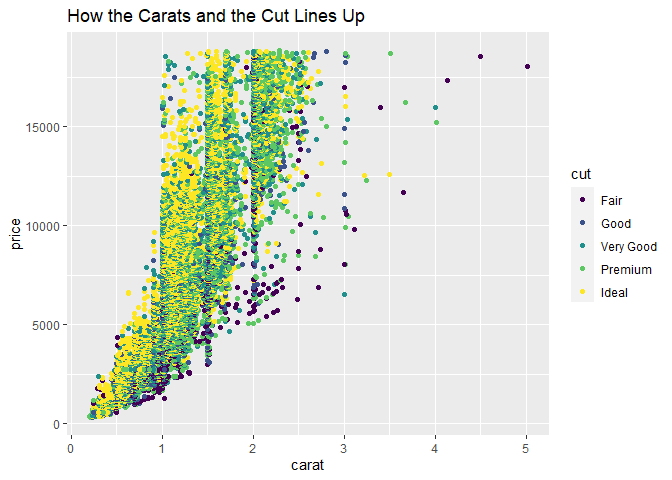 How the Carats and the Cut Lines Up
price
15000
10000
5000
0
0 1 2 3 4 5
carat
cut
Fair
Good
Very Good
Premium
Ideal